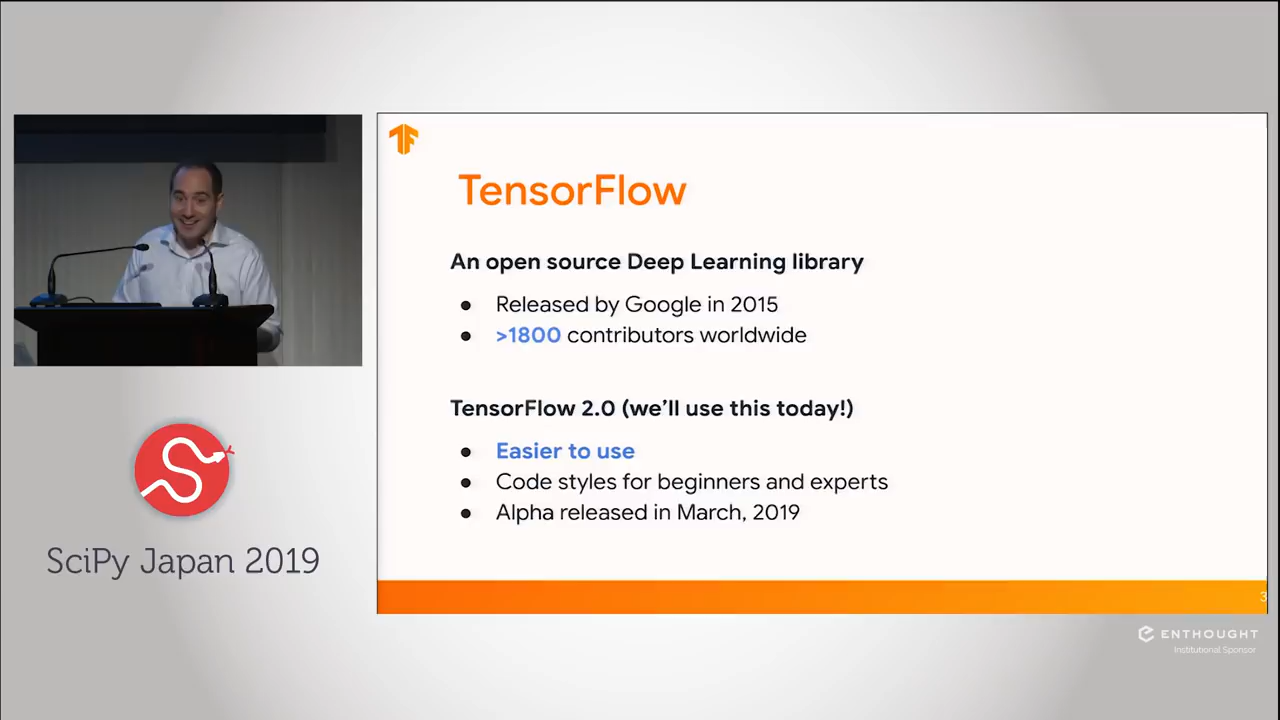 TensorFlow
An open source Deep Learning library
● Released by Google in 2015
● >1800 contributors worldwide
TensorFlow 2.0 (we'll use this today!)
● Easier to use
● Code styles for beginners and experts
● Alpha released in March, 2019
3
SciPy Japan 2019
ENTHOUGHT
Institutional Sponsor